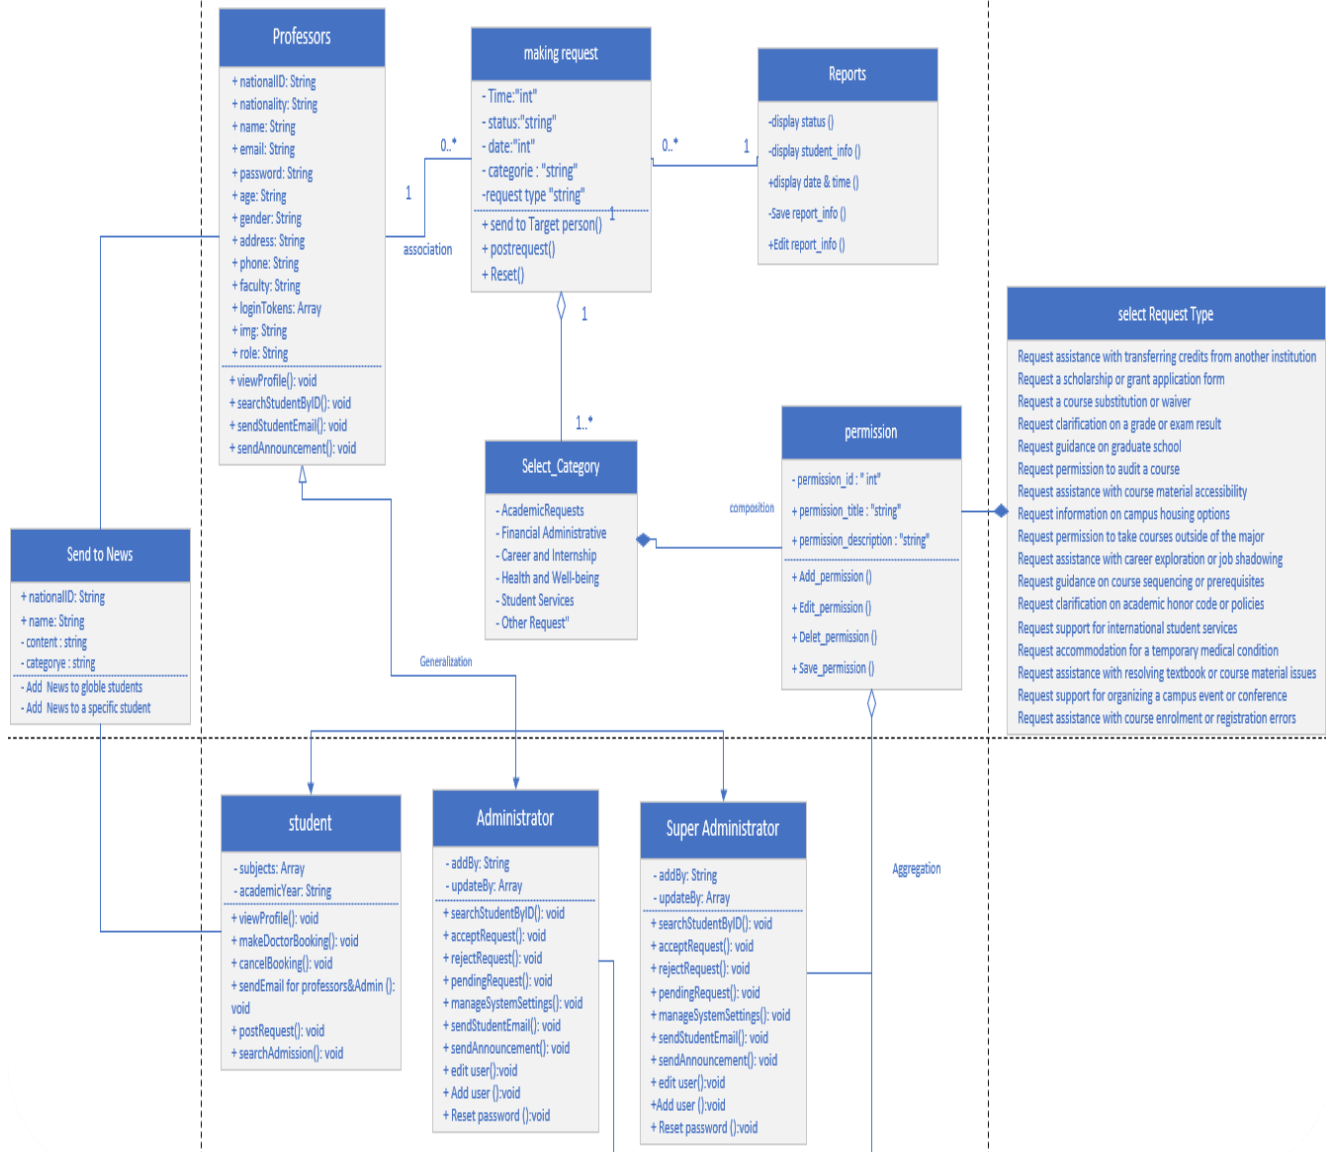 Professors
+ nationalID: String
+ nationality: String
+ name: String
+ email: String
+ password: String
+ age: String
+ gender: String
+ address: String
+ phone: String
+ faculty: String
+ loginTokens: Array
+ img: String
+ role: String
+ viewProfile(): void
+ searchStudentByID(): void
+ sendStudentEmail(): void
+ sendAnnouncement(): void
1
association
0..*
making request
- Time:"int"
- status:"string"
- date:"int"
- categorie : "string"
-request type "string"
1
+ send to Target person()
+ postrequest()
+ Reset()
0..*
1
Reports
-display status ()
-display student_info ()
+display date & time ()
-Save report_info ()
+Edit report_info ()
1
1..*
Select_Category
- AcademicRequests
- Financial Administrative
- Career and Internship
- Health and Well-being
- Student Services
- Other Request"
composition
permission
- permission_id : " int"
+ permission_title : "string"
+ permission_description : "string"
+ Add_permission ()
+ Edit_permission ()
+ Delet_permission ()
+ Save_permission ()
select Request Type
Request assistance with transferring credits from another institution
Request a scholarship or grant application form
Request a course substitution or waiver
Request clarification on a grade or exam result
Request guidance on graduate school
Request permission to audit a course
Request assistance with course material accessibility
Request information on campus housing options
Request permission to take courses outside of the major
Request assistance with career exploration or job shadowing
Request guidance on course sequencing or prerequisites
Request clarification on academic honor code or policies
Request support for international student services
Request accommodation for a temporary medical condition
Request assistance with resolving textbook or course material issues
Request support for organizing a campus event or conference
Request assistance with course enrolment or registration errors
Send to News
+ nationalID: String
+ name: String
- content : string
- categorye : string
- Add  News to globle students
- Add  News to a specific student
Generalization
student
- subjects: Array
- academicYear: String
+ viewProfile(): void
+ makeDoctorBooking(): void
+ cancelBooking(): void
+ sendEmail for professors&Admin ():
void
+ postRequest(): void
+ searchAdmission(): void
Administrator
- addBy: String
- updateBy: Array
+ searchStudentByID(): void
+ acceptRequest(): void
+ rejectRequest(): void
+ pendingRequest(): void
+ manageSystemSettings(): void
+ sendStudentEmail(): void
+ sendAnnouncement(): void
+ edit user():void
+ Add user ():void
+ Reset password ():void
Super Administrator
- addBy: String
- updateBy: Array
+ searchStudentByID(): void
+ acceptRequest(): void
+ rejectRequest(): void
+ pendingRequest(): void
+ manageSystemSettings(): void
+ sendStudentEmail(): void
+ sendAnnouncement(): void
+ edit user():void
+Add user ():void
+ Reset password ():void
Aggregation